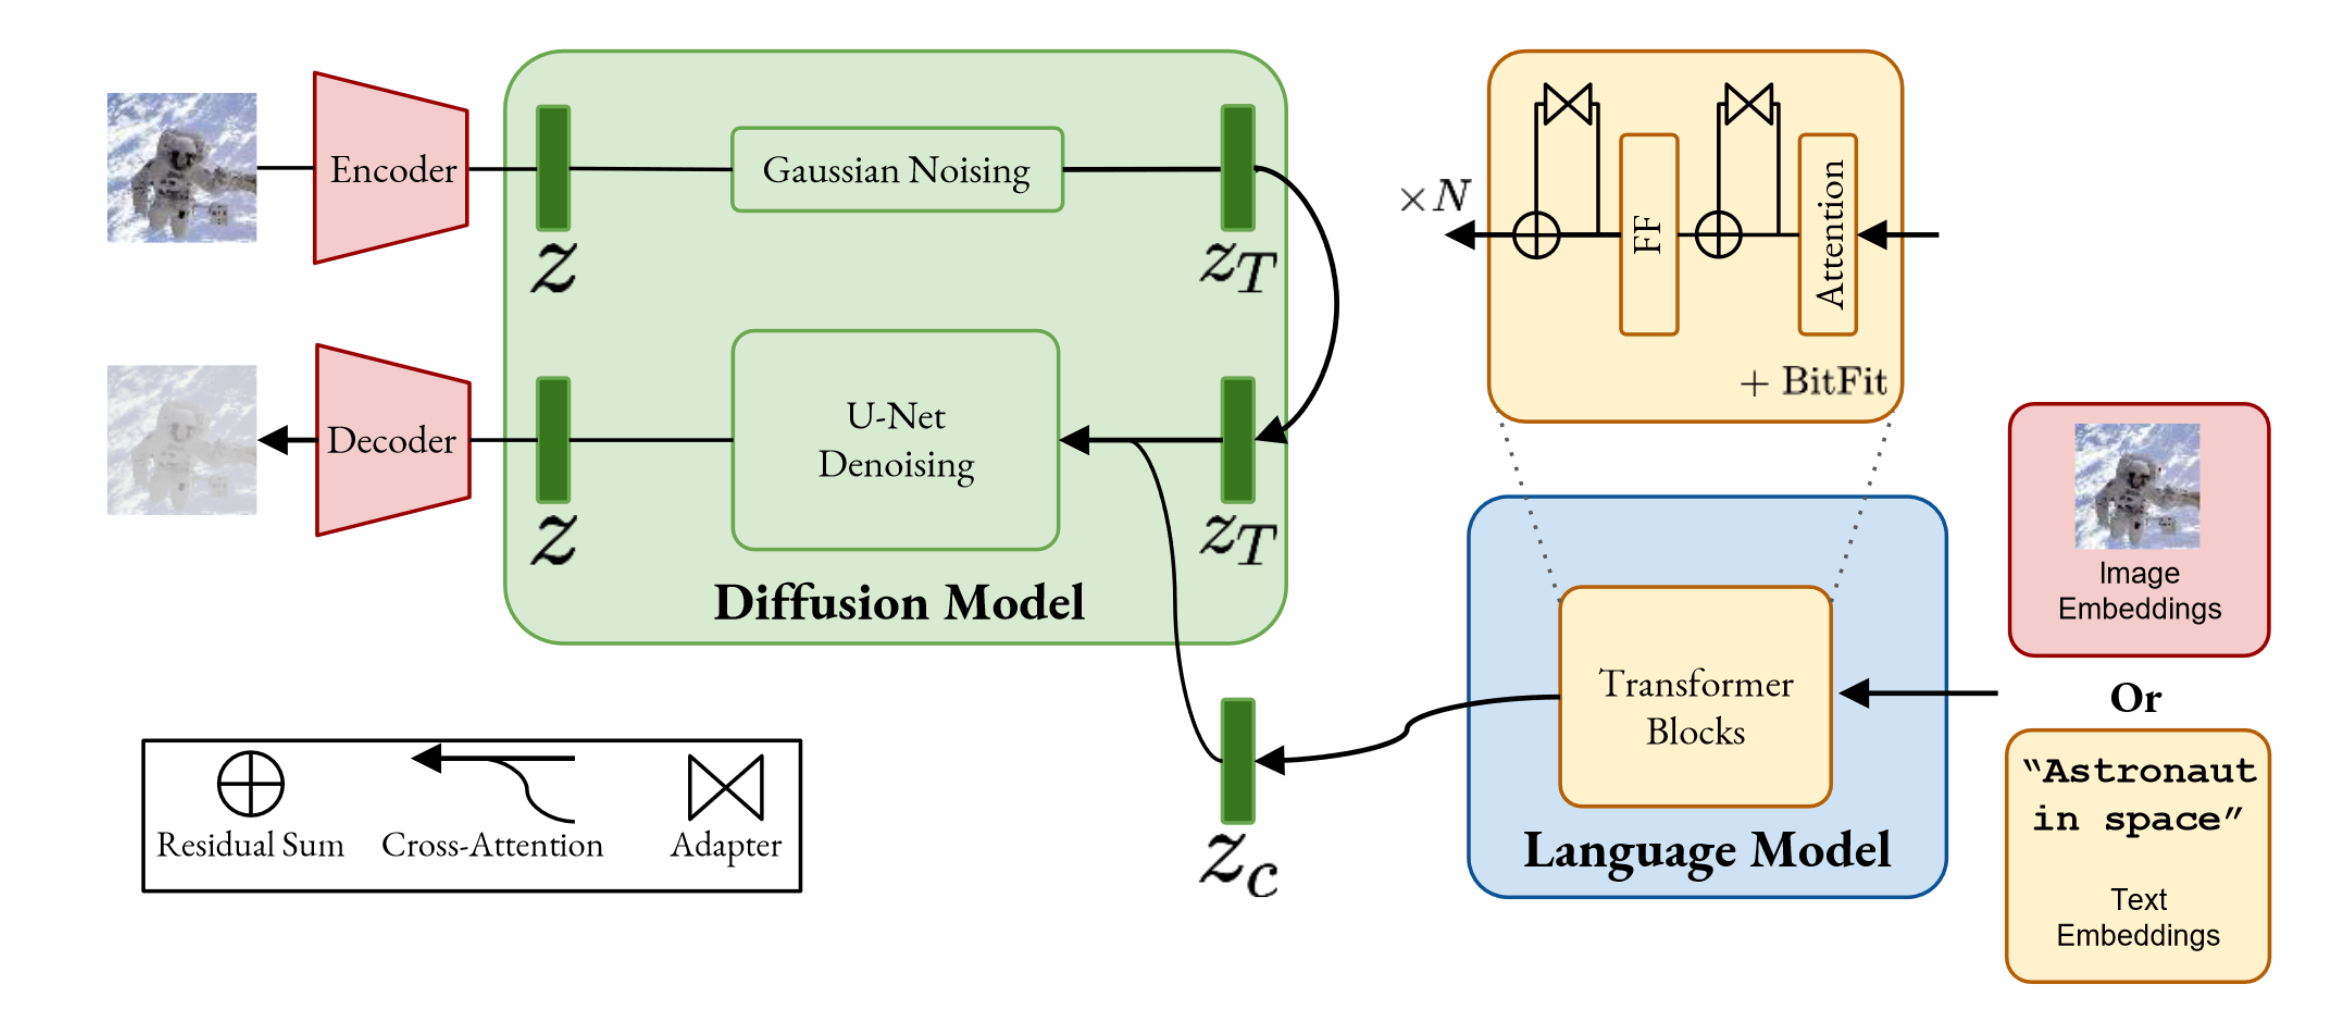 Encoder
z
Gaussian Noising
z_T
Decoder
z
U-Net
Denoising
z_T
Diffusion Model
×N
FF
Attention
+ BitFit
Image
Embeddings
Or
"Astronaut
in space"
Text
Embeddings
Transformer
Blocks
Language Model
z_c
Residual Sum
Cross-Attention
Adapter